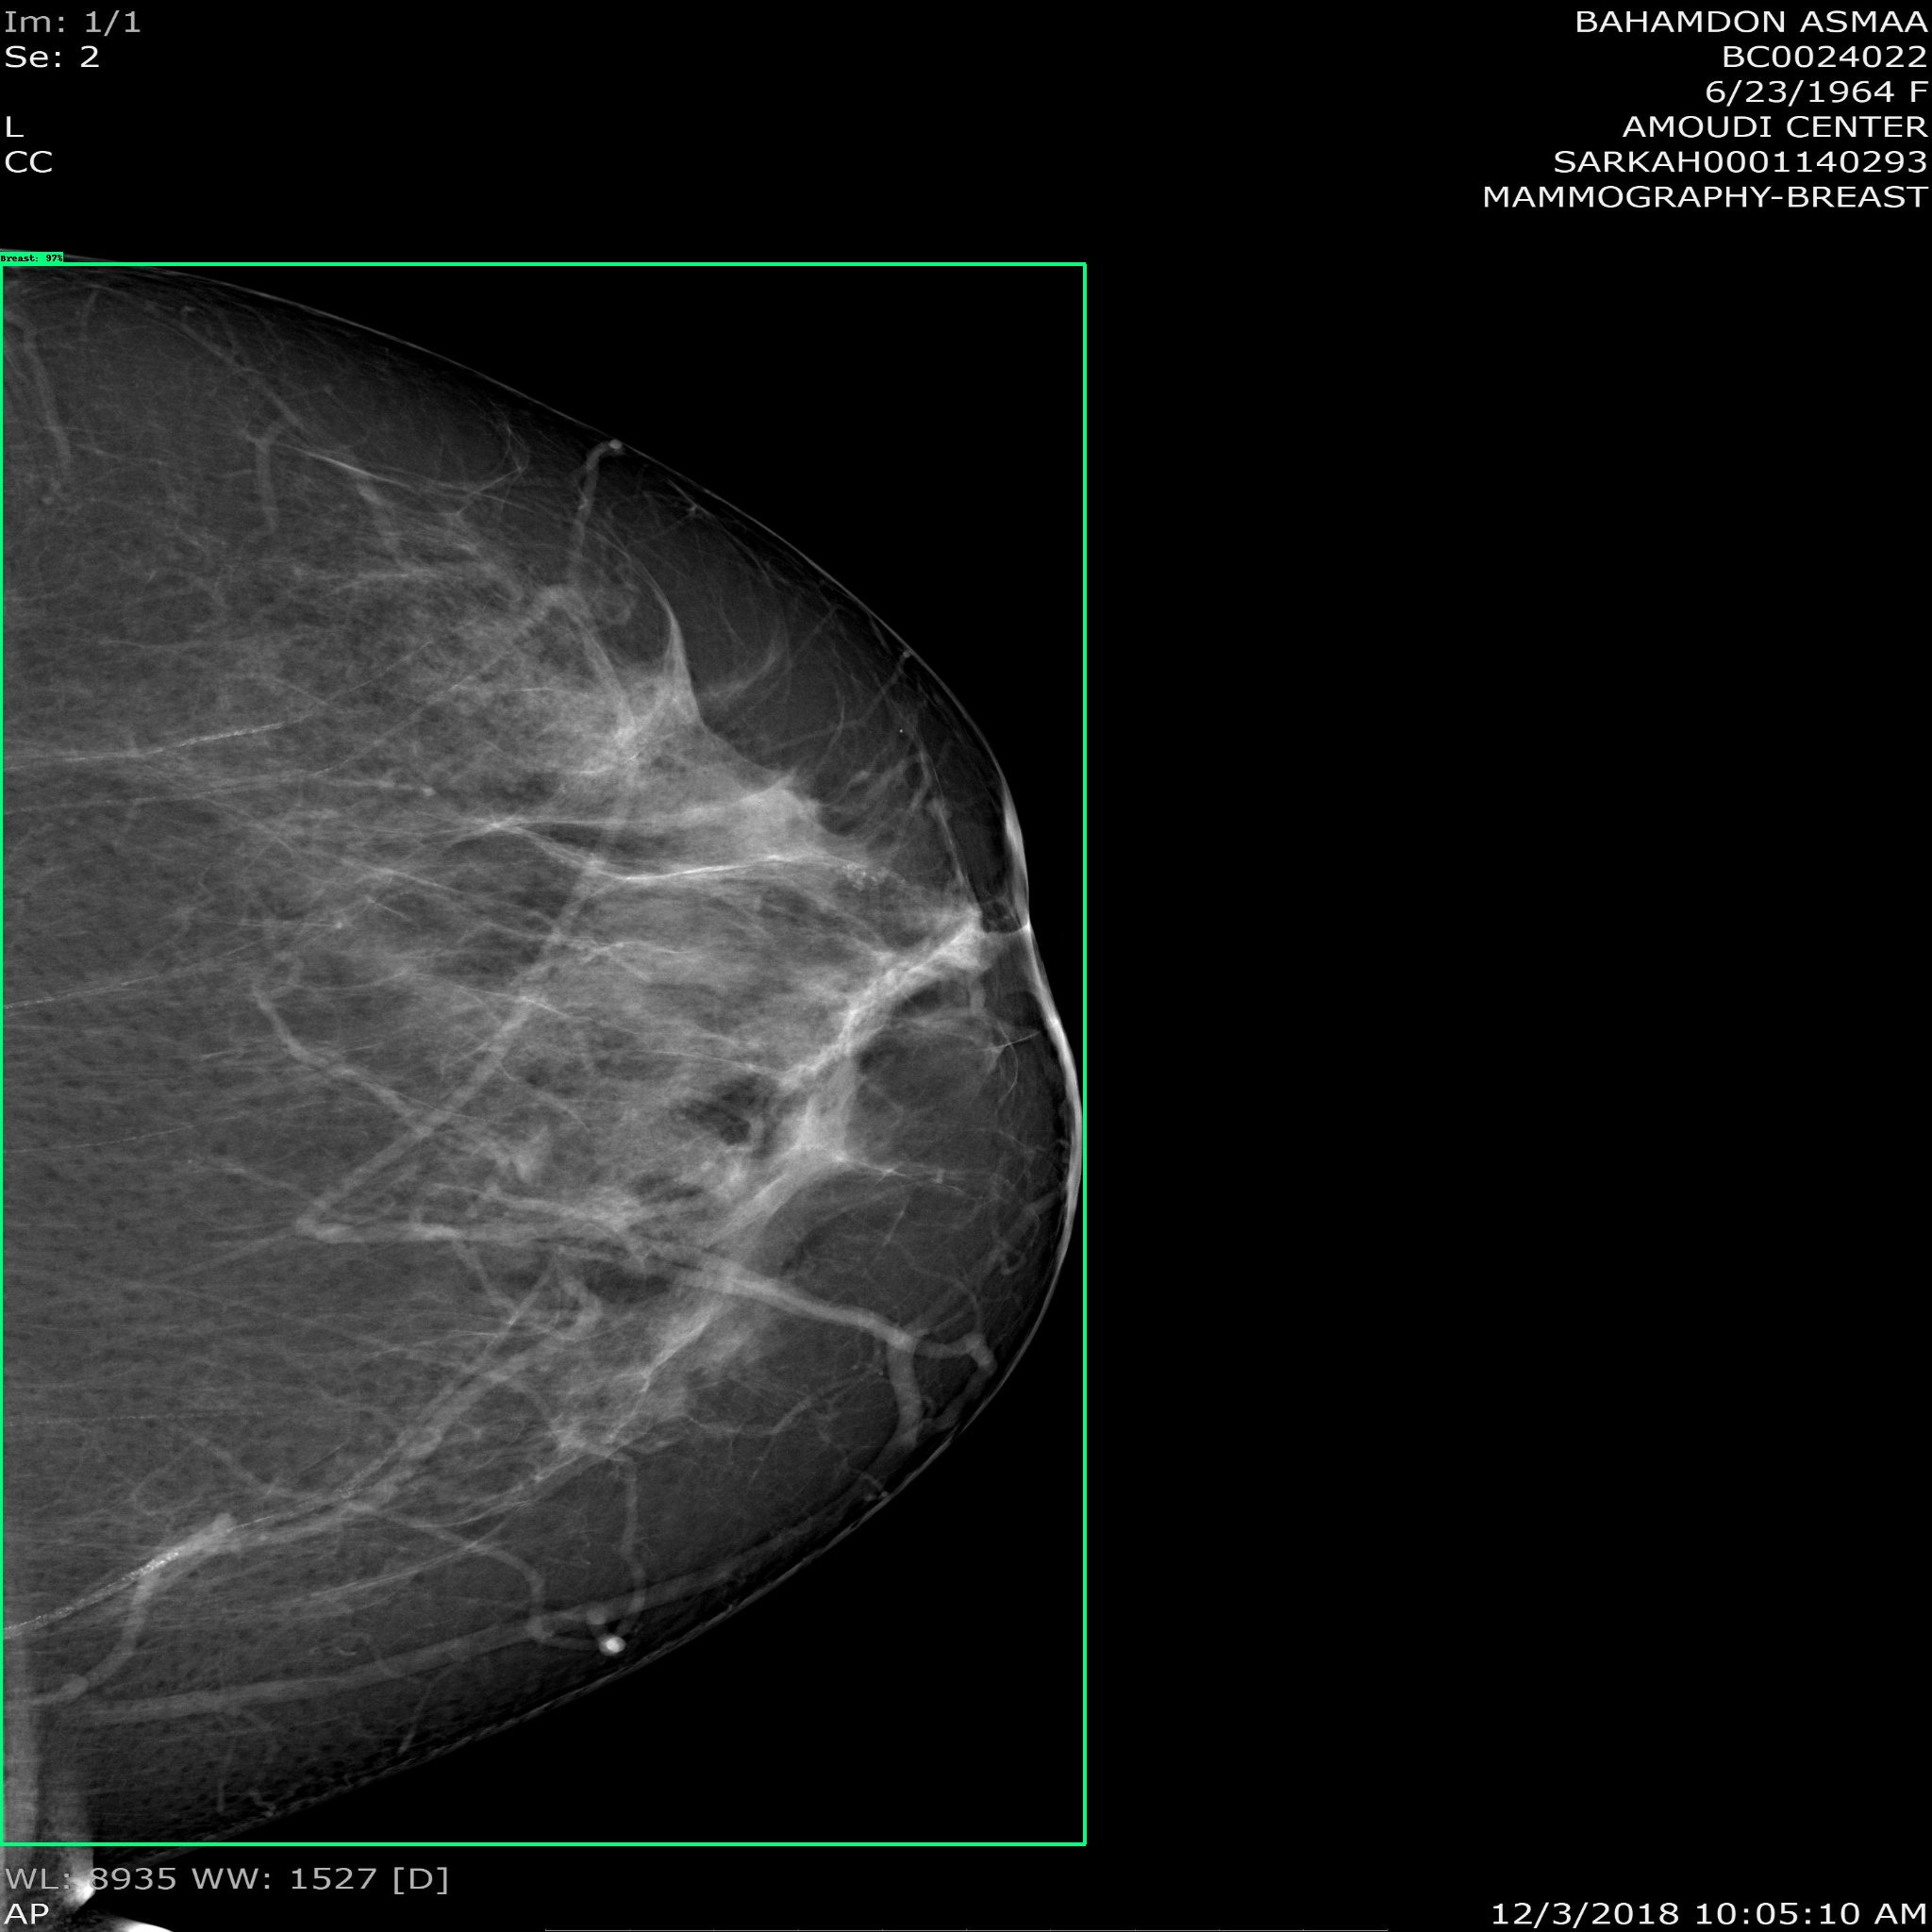 Im: 1/1
Se: 2
L
CC
BAHAMDON ASMAA
BC0024022
6/23/1964 F
AMOUDI CENTER
SARKAH0001140293
MAMMOGRAPHY-BREAST
Breast: 97%
WL: 8935 WW: 1527 [D]
AP
12/3/2018 10:05:10 AM